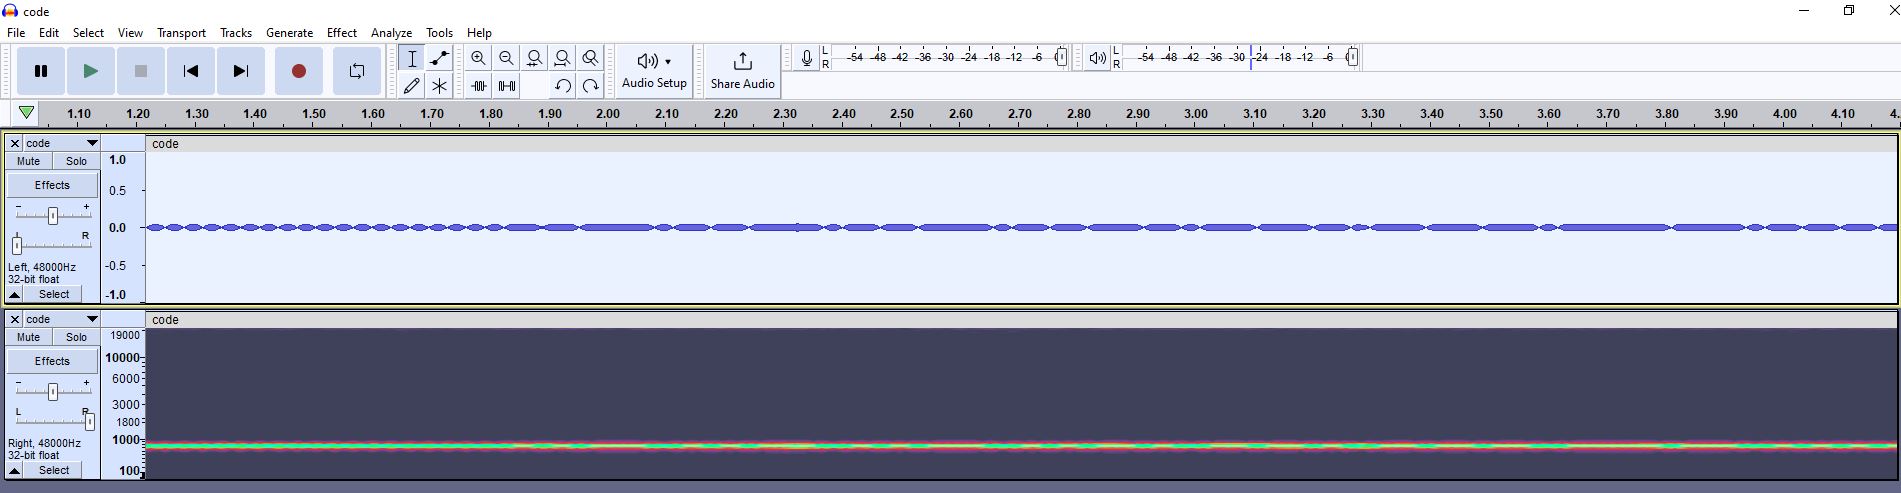 code
File Edit Select View Transport Tracks Generate Effect Analyze Tools Help
Audio Setup Share Audio
L R -54 -48 -42 -36 -30 -24 -18 -12 -6 0
L R -54 -48 -42 -36 -30 -24 -18 -12 -6 0
1.10 1.20 1.30 1.40 1.50 1.60 1.70 1.80 1.90 2.00 2.10 2.20 2.30 2.40 2.50 2.60 2.70 2.80 2.90 3.00 3.10 3.20 3.30 3.40 3.50 3.60 3.70 3.80 3.90 4.00 4.10 4.
code
code
Mute Solo
Effects
- +
L R
Left, 48000Hz
32-bit float
Select
1.0
0.5
0.0
-0.5
-1.0
code
code
Mute Solo
Effects
- +
L R
Right, 48000Hz
32-bit float
Select
19000
10000
6000
3000
1800
1000
100